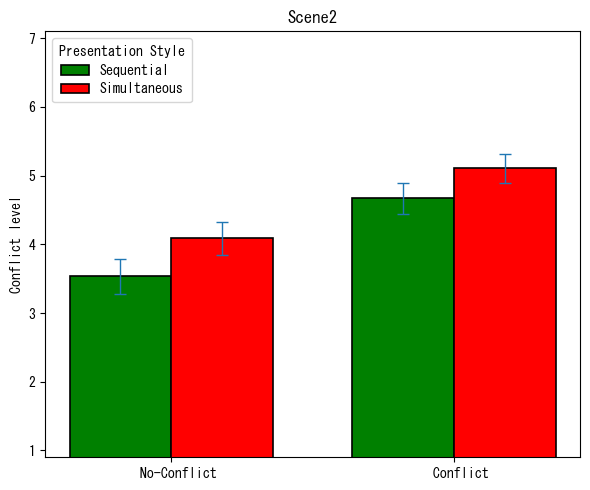 Scene2
Presentation Style
Sequential
Simultaneous
7
6
5
4
3
2
1
Conflict level
No-Conflict
Conflict